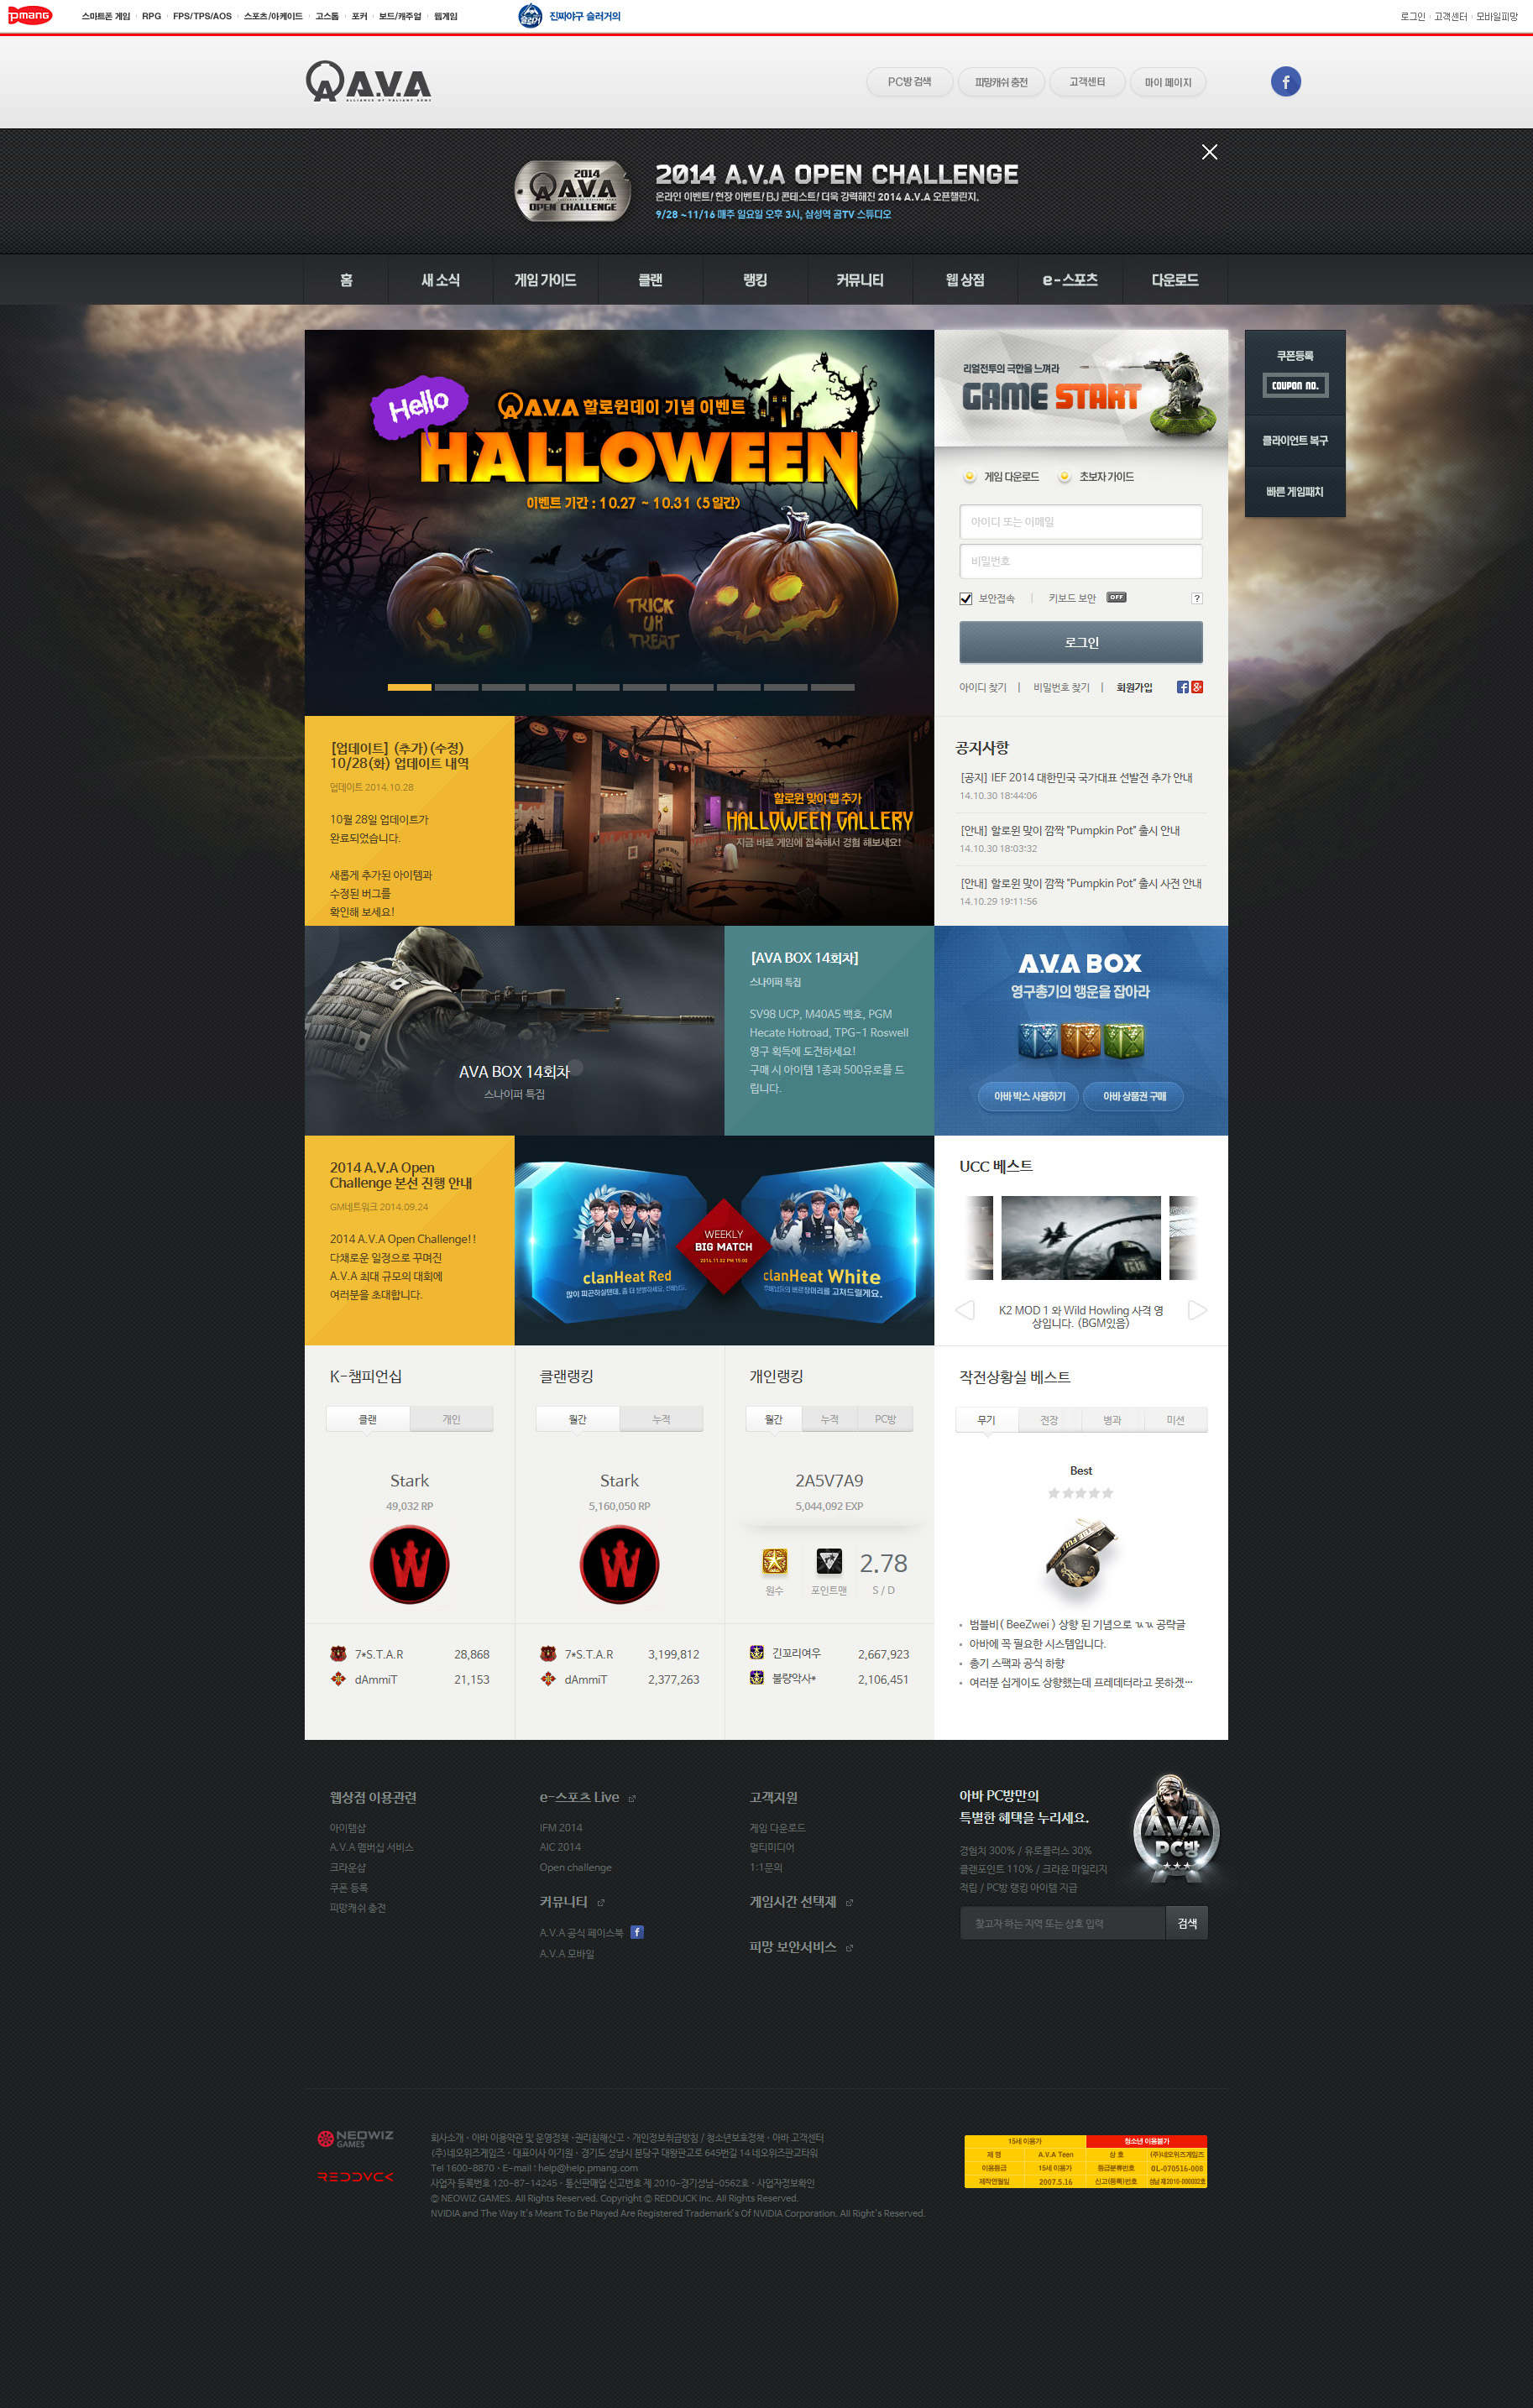 pmang
스마트폰 게임 RPG FPS/TPS/AOS 스포츠/아케이드 고스톱 포커 보드/캐주얼 웹게임
슬러거 진짜야구 슬러거의
로그인 고객센터 모바일피망
A.V.A
ALLIANCE OF VALIANT ARMS
PC방 검색 피망캐쉬 충전 고객센터 마이 페이지
2014
A.V.A
OPEN CHALLENGE
2014 A.V.A OPEN CHALLENGE
온라인 이벤트/ 현장 이벤트/ BJ 콘테스트/ 더욱 강력해진 2014 A.V.A 오픈챌린지.
9/28 ~11/16 매주 일요일 오후 3시, 삼성역 곰TV 스튜디오
홈 새 소식 게임 가이드 클랜 랭킹 커뮤니티 웹 상점 e-스포츠 다운로드
Hello
A.V.A 할로윈데이 기념 이벤트
HALLOWEEN
이벤트 기간 : 10.27 ~ 10.31 (5일간)
TRICK
UR
TREAT
리얼전투의 극한을 느껴라
GAME START
게임 다운로드 초보자 가이드
아이디 또는 이메일
비밀번호
보안접속 | 키보드 보안 OFF ?
로그인
아이디 찾기 | 비밀번호 찾기 | 회원가입
쿠폰등록
COUPON NO.
클라이언트 복구
빠른 게임패치
[업데이트] (추가)(수정)
10/28(화) 업데이트 내역
업데이트 2014.10.28
10월 28일 업데이트가
완료되었습니다.
새롭게 추가된 아이템과
수정된 버그를
확인해 보세요!
할로윈 맞이 맵 추가
HALLOWEEN GALLERY
지금 바로 게임에 접속해서 경험 해보세요!
공지사항
[공지] IEF 2014 대한민국 국가대표 선발전 추가 안내
14.10.30 18:44:06
[안내] 할로윈 맞이 깜짝 "Pumpkin Pot" 출시 안내
14.10.30 18:03:32
[안내] 할로윈 맞이 깜짝 "Pumpkin Pot" 출시 사전 안내
14.10.29 19:11:56
AVA BOX 14회차
스나이퍼 특집
[AVA BOX 14회차]
스나이퍼 특집
SV98 UCP, M40A5 백호, PGM
Hecate Hotroad, TPG-1 Roswell
영구 획득에 도전하세요!
구매 시 아이템 1종과 500유로를 드
립니다.
A.V.A BOX
영구총기의 행운을 잡아라
아바 박스 사용하기 아바 상품권 구매
2014 A.V.A Open
Challenge 본선 진행 안내
GM네트워크 2014.09.24
2014 A.V.A Open Challenge!!
다채로운 일정으로 꾸며진
A.V.A 최대 규모의 대회에
여러분을 초대합니다.
WEEKLY
BIG MATCH
clanHeat Red
clanHeat White
UCC 베스트
K2 MOD 1 와 Wild Howling 사격 영
상입니다. (BGM있음)
K-챔피언십
클랜 개인
Stark
49,032 RP
7*S.T.A.R 28,868
dAmmiT 21,153
클랜랭킹
월간 누적
Stark
5,160,050 RP
7*S.T.A.R 3,199,812
dAmmiT 2,377,263
개인랭킹
월간 누적 PC방
2A5V7A9
5,044,092 EXP
2.78
원수 포인트맨 S / D
긴꼬리여우 2,667,923
불량악사* 2,106,451
작전상황실 베스트
무기 전장 병과 미션
Best
범블비( BeeZwei ) 상향 된 기념으로 ㄳㄳ 공략글
아바에 꼭 필요한 시스템입니다.
총기 스팩과 공식 하향
여러분 십게이도 상향했는데 프레데터라고 못하겠…
웹상점 이용관련
아이템샵
A.V.A 멤버십 서비스
크라운샵
쿠폰 등록
피망캐쉬 충전
e-스포츠 Live
IFM 2014
AIC 2014
Open challenge
커뮤니티
A.V.A 공식 페이스북
A.V.A 모바일
고객지원
게임 다운로드
멀티미디어
1:1문의
게임시간 선택제
피망 보안서비스
아바 PC방만의
특별한 혜택을 누리세요.
경험치 300% / 유로플러스 30%
클랜포인트 110% / 크라운 마일리지
적립 / PC방 랭킹 아이템 지급
A.V.A
PC방
찾고자 하는 지역 또는 상호 입력 검색
NEOWIZ
GAMES
REDDUCK
회사소개 · 아바 이용약관 및 운영정책 ·권리침해신고 · 개인정보취급방침 / 청소년보호정책 · 아바 고객센터
(주)네오위즈게임즈 · 대표이사 이기원 · 경기도 성남시 분당구 대왕판교로 645번길 14 네오위즈판교타워
Tel 1600-8870 · E-mail : help@help.pmang.com
사업자 등록번호 120-87-14245 · 통신판매업 신고번호 제 2010-경기성남-0562호 · 사업자정보확인
© NEOWIZ GAMES. All Rights Reserved. Copyright © REDDUCK Inc. All Rights Reserved.
NVIDIA and The Way It's Meant To Be Played Are Registered Trademark's Of NVIDIA Corporation. All Right's Reserved.
15세 이용가 청소년 이용불가
제 명 A.V.A Teen 상 호 (주)네오위즈게임즈
이용등급 15세 이용가 등급분류번호 OL-070516-008
제작연월일 2007.5.16 신고(등록)번호 성남 제2010-000002호